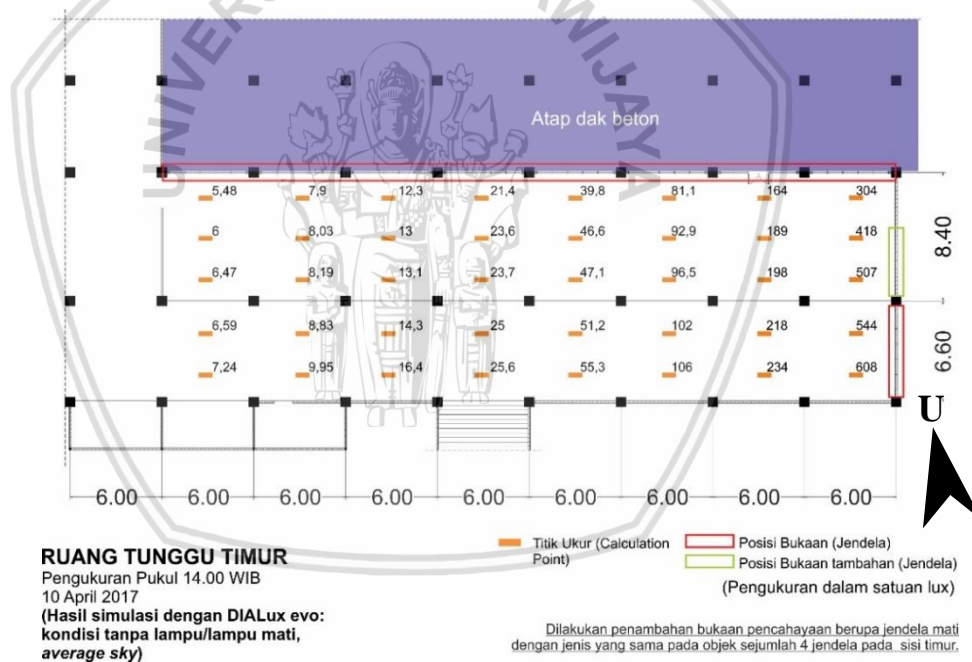 UNIVERSITAS BRAWIJAYA
Atap dak beton
5,48 7,9 12,3 21,4 39,8 81,1 164 304
6 8,03 13 23,6 46,6 92,9 189 418
6,47 8,19 13,1 23,7 47,1 96,5 198 507
8.40
6,59 8,83 14,3 25 51,2 102 218 544
7,24 9,95 16,4 25,6 55,3 106 234 608
6.60
U
6.00 6.00 6.00 6.00 6.00 6.00 6.00 6.00 6.00
RUANG TUNGGU TIMUR
Pengukuran Pukul 14.00 WIB
10 April 2017
(Hasil simulasi dengan DIALux evo:
kondisi tanpa lampu/lampu mati,
average sky)
Titik Ukur (Calculation
Point)
Posisi Bukaan (Jendela)
Posisi Bukaan tambahan (Jendela)
(Pengukuran dalam satuan lux)
Dilakukan penambahan bukaan pencahayaan berupa jendela mati
dengan jenis yang sama pada objek sejumlah 4 jendela pada sisi timur.